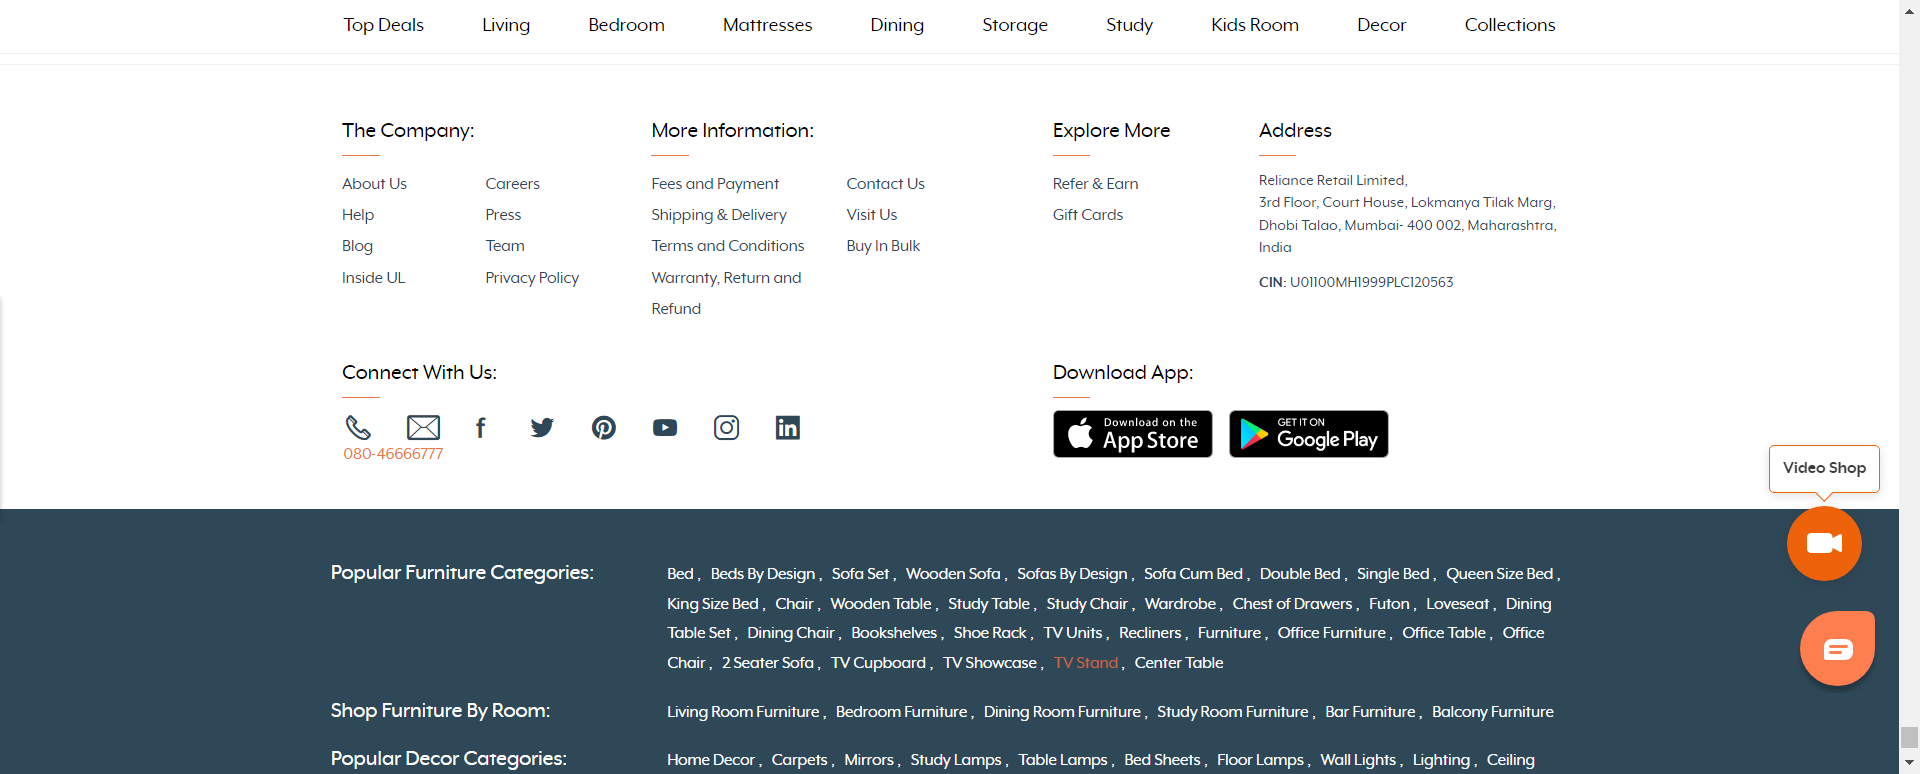 Top Deals Living Bedroom Mattresses Dining Storage Study Kids Room Decor Collections
The Company:
About Us Careers
Help Press
Blog Team
Inside UL Privacy Policy
More Information:
Fees and Payment Contact Us
Shipping & Delivery Visit Us
Terms and Conditions Buy In Bulk
Warranty, Return and
Refund
Explore More
Refer & Earn
Gift Cards
Address
Reliance Retail Limited,
3rd Floor, Court House, Lokmanya Tilak Marg,
Dhobi Talao, Mumbai- 400 002, Maharashtra,
India
CIN: U01100MH1999PLC120563
Connect With Us:
080-46666777
Download App:
Download on the
App Store
GET IT ON
Google Play
Video Shop
Popular Furniture Categories:
Bed , Beds By Design , Sofa Set , Wooden Sofa , Sofas By Design , Sofa Cum Bed , Double Bed , Single Bed , Queen Size Bed ,
King Size Bed , Chair , Wooden Table , Study Table , Study Chair , Wardrobe , Chest of Drawers , Futon , Loveseat , Dining
Table Set , Dining Chair , Bookshelves , Shoe Rack , TV Units , Recliners , Furniture , Office Furniture , Office Table , Office
Chair , 2 Seater Sofa , TV Cupboard , TV Showcase , TV Stand , Center Table
Shop Furniture By Room:
Living Room Furniture , Bedroom Furniture , Dining Room Furniture , Study Room Furniture , Bar Furniture , Balcony Furniture
Popular Decor Categories:
Home Decor , Carpets , Mirrors , Study Lamps , Table Lamps , Bed Sheets , Floor Lamps , Wall Lights , Lighting , Ceiling